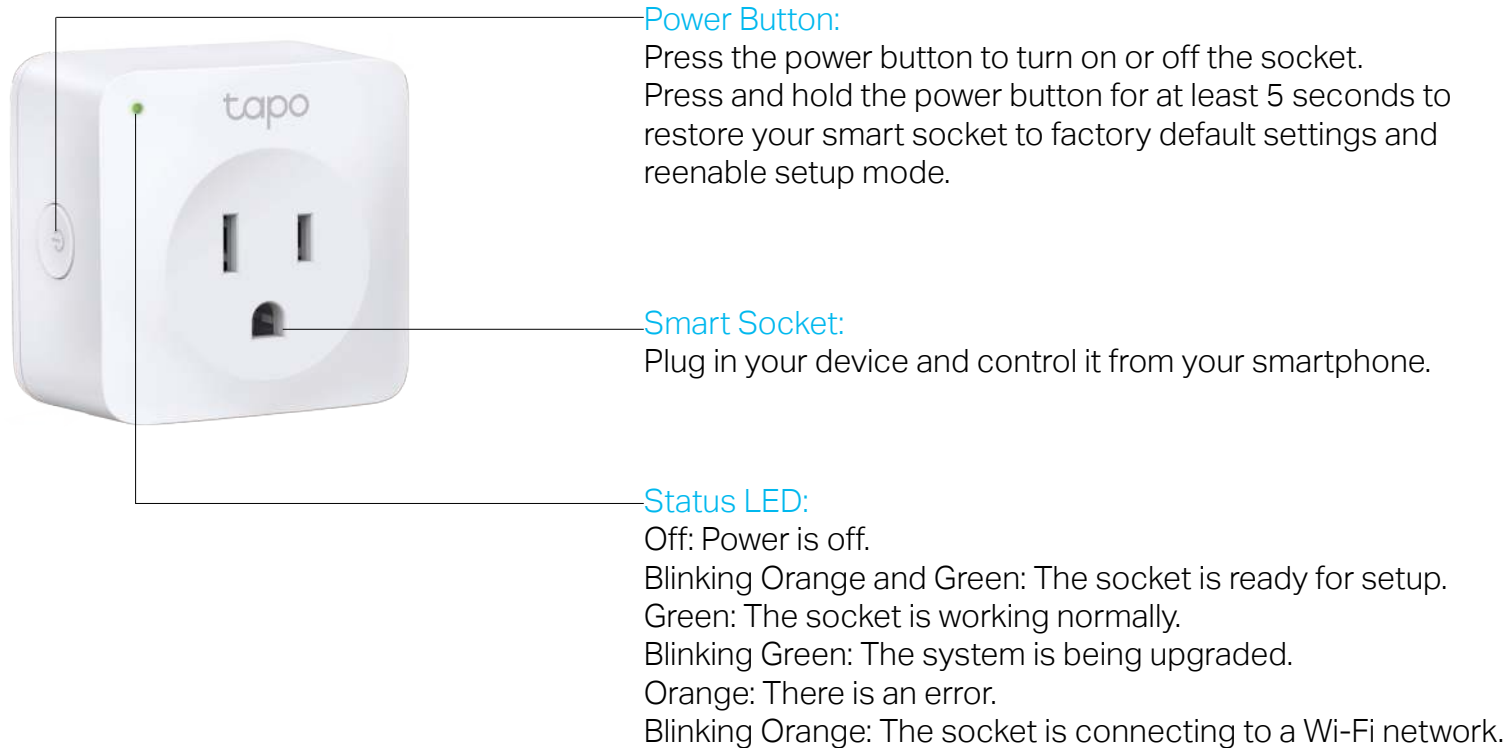 tapo
Power Button:
Press the power button to turn on or off the socket.
Press and hold the power button for at least 5 seconds to
restore your smart socket to factory default settings and
reenable setup mode.
Smart Socket:
Plug in your device and control it from your smartphone.
Status LED:
Off: Power is off.
Blinking Orange and Green: The socket is ready for setup.
Green: The socket is working normally.
Blinking Green: The system is being upgraded.
Orange: There is an error.
Blinking Orange: The socket is connecting to a Wi-Fi network.